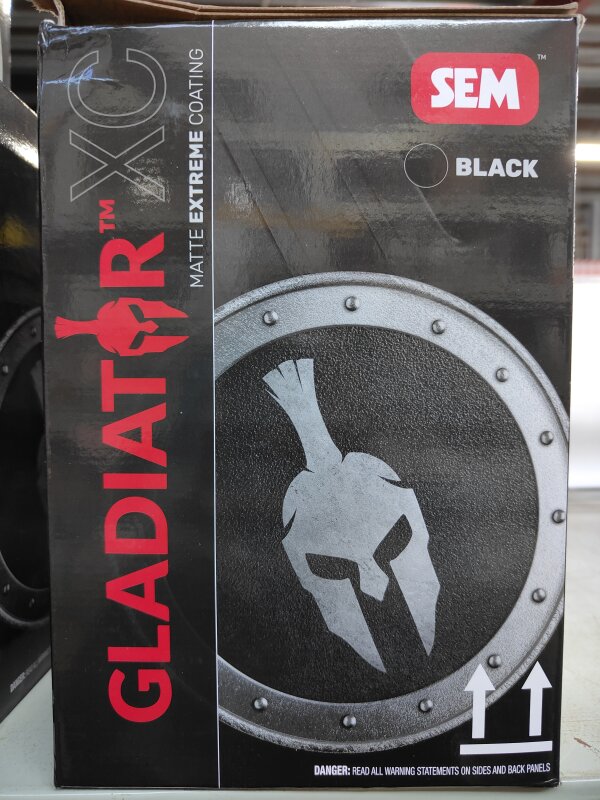 SEM™
BLACK
GLADIATOR™ XC
MATTE EXTREME COATING
DANGER: READ ALL WARNING STATEMENTS ON SIDES AND BACK PANELS